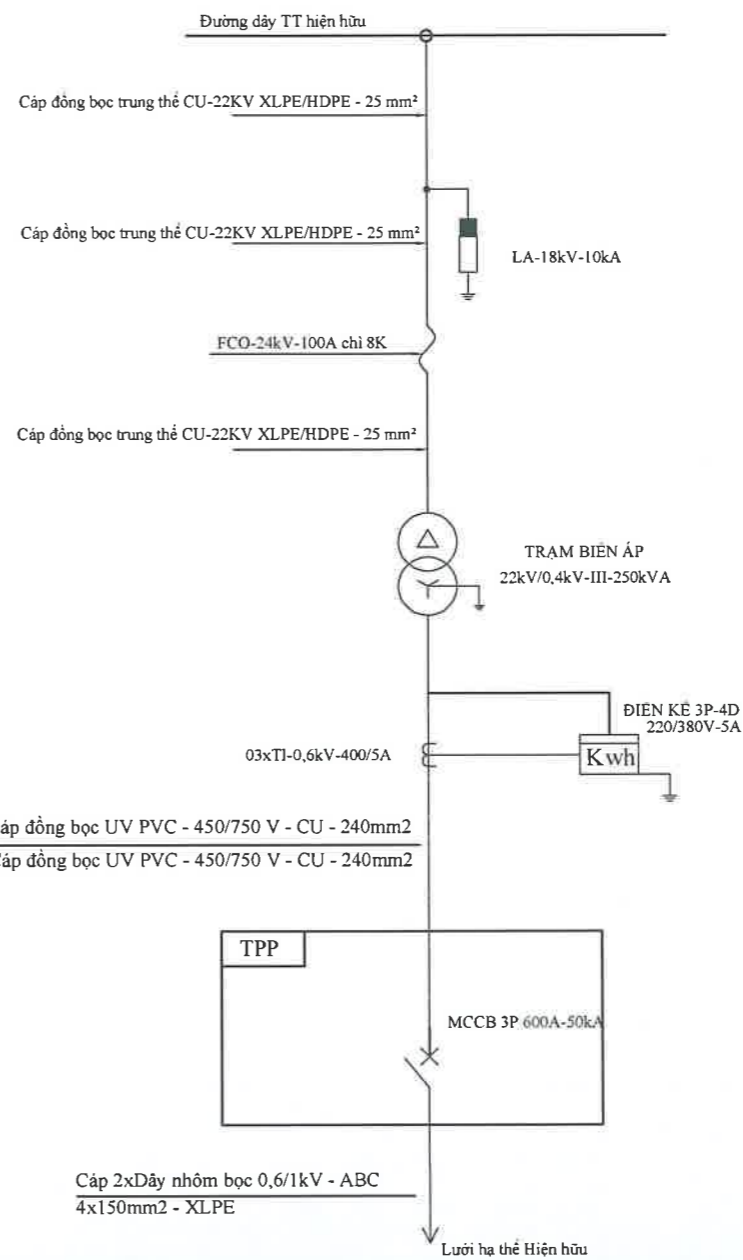 Đường dây TT hiện hữu
Cáp đồng bọc trung thế CU-22KV XLPE/HDPE - 25 mm²
Cáp đồng bọc trung thế CU-22KV XLPE/HDPE - 25 mm²
LA-18kV-10kA
FCO-24kV-100A chì 8K
Cáp đồng bọc trung thế CU-22KV XLPE/HDPE - 25 mm²
TRẠM BIẾN ÁP
22kV/0,4kV-III-250kVA
ĐIỆN KẾ 3P-4D
220/380V-5A
03xTI-0,6kV-400/5A
Kwh
áp đồng bọc UV PVC - 450/750 V - CU - 240mm2
Cáp đồng bọc UV PVC - 450/750 V - CU - 240mm2
TPP
MCCB 3P 600A-50kA
Cáp 2xDây nhôm bọc 0,6/1kV - ABC
4x150mm2 - XLPE
Lưới hạ thế Hiện hữu